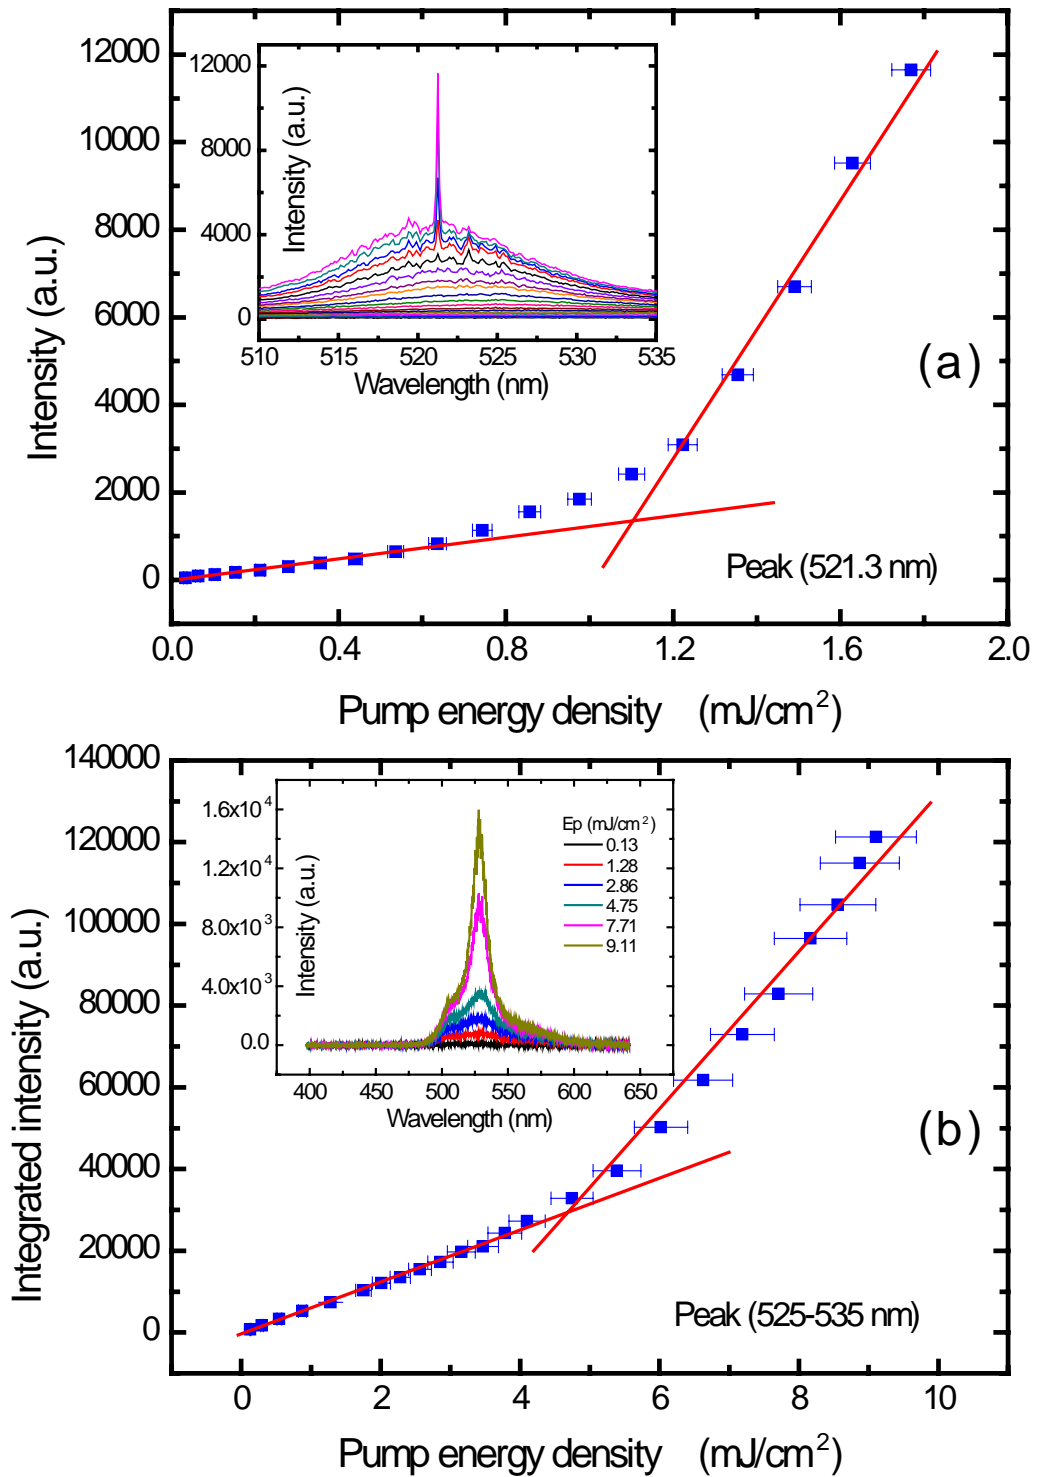 12000
10000
8000
6000
4000
2000
0
Intensity (a.u.)
12000
8000
4000
0
Intensity (a.u.)
510 515 520 525 530 535
Wavelength (nm)
(a)
Peak (521.3 nm)
0.0 0.4 0.8 1.2 1.6 2.0
Pump energy density (mJ/cm²)
140000
120000
100000
80000
60000
40000
20000
0
Integrated intensity (a.u.)
1.6x10⁴
1.2x10⁴
8.0x10³
4.0x10³
0.0
Intensity (a.u.)
Ep (mJ/cm²)
0.13
1.28
2.86
4.75
7.71
9.11
400 450 500 550 600 650
Wavelength (nm)
(b)
Peak (525-535 nm)
0 2 4 6 8 10
Pump energy density (mJ/cm²)